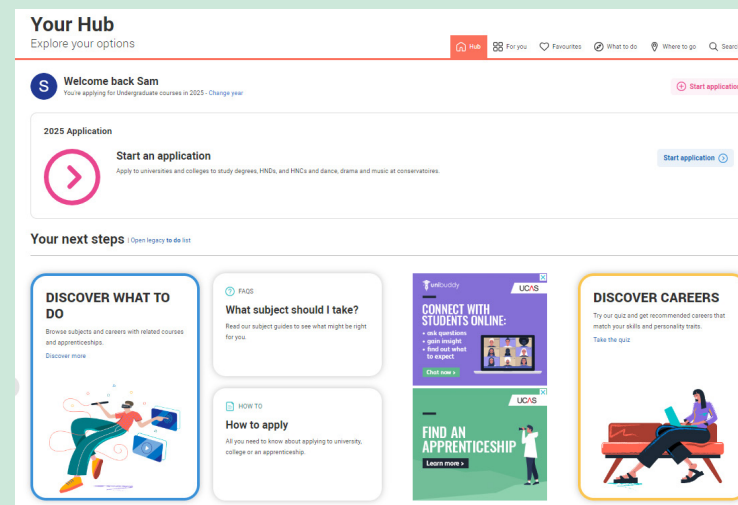 Your Hub
Explore your options
Hub For you Favourites What to do Where to go Search
S
Welcome back Sam
You're applying for Undergraduate courses in 2025 - Change year
Start application
2025 Application
Start an application
Apply to universities and colleges to study degrees, HNDs, and HNCs and dance, drama and music at conservatoires.
Start application
Your next steps | Open legacy to do list
DISCOVER WHAT TO
DO
Browse subjects and careers with related courses
and apprenticeships.
Discover more
FAQS
What subject should I take?
Read our subject guides to see what might be right
for you.
HOW TO
How to apply
All you need to know about applying to university,
college or an apprenticeship.
unibuddy
UCAS
CONNECT WITH
STUDENTS ONLINE:
• ask questions
• gain insight
• find out what
to expect
Chat now >
UCAS
FIND AN
APPRENTICESHIP
Learn more >
DISCOVER CAREERS
Try our quiz and get recommended careers that
match your skills and personality traits.
Take the quiz